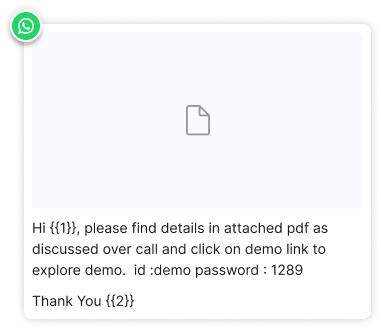 Hi {{1}}, please find details in attached pdf as
discussed over call and click on demo link to
explore demo.  id :demo password : 1289
Thank You {{2}}